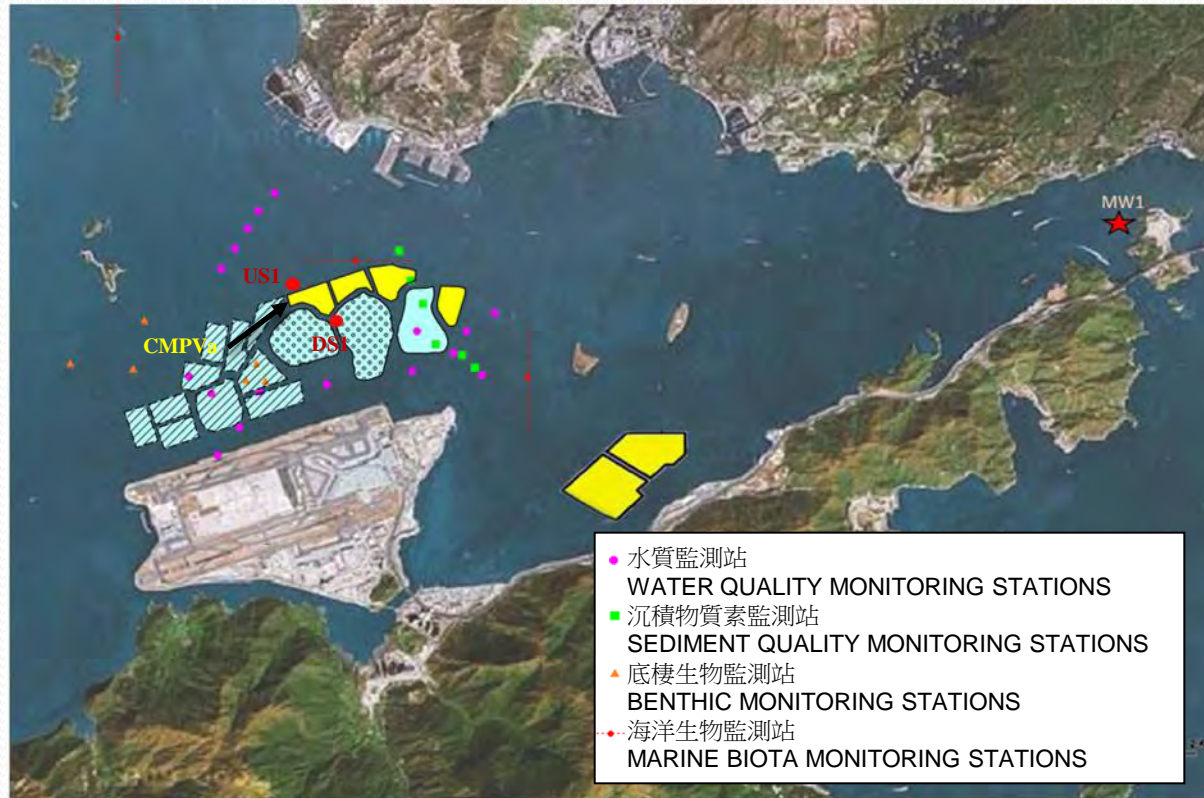 MW1
US1
CMPVa
DS1
水質監測站
WATER QUALITY MONITORING STATIONS
沉積物質素監測站
SEDIMENT QUALITY MONITORING STATIONS
底棲生物監測站
BENTHIC MONITORING STATIONS
海洋生物監測站
MARINE BIOTA MONITORING STATIONS